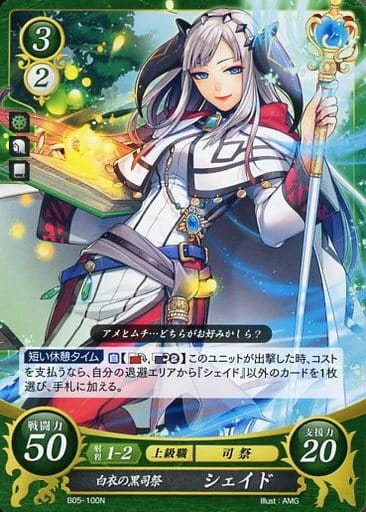 3
2
アメとムチ…どちらがお好みかしら？
短い休憩タイム 自【、2】このユニットが出撃した時、コスト
を支払うなら、自分の退避エリアから『シェイド』以外のカードを1枚
選び、手札に加える。
戦闘力
50
射程 1-2
上級職
司祭
支援力
20
白衣の黒司祭 シェイド
B05-100N
Illust：AMG